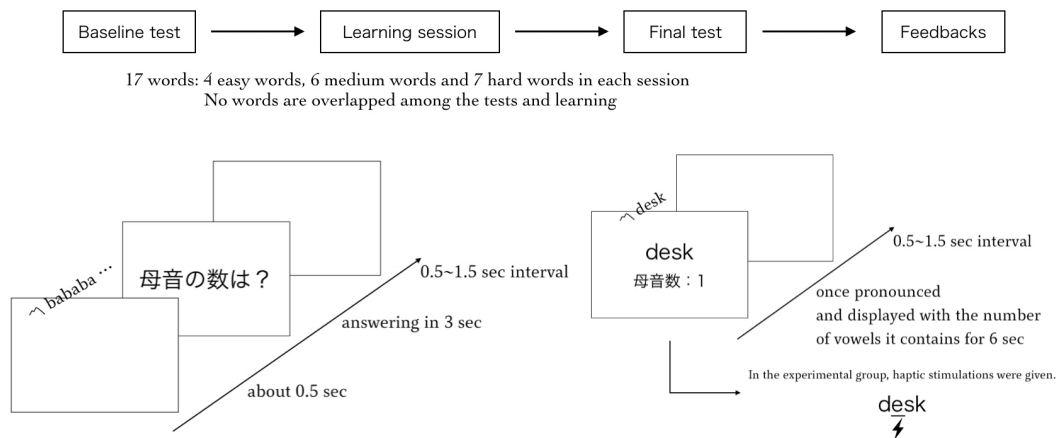 Baseline test
Learning session
Final test
Feedbacks
17 words: 4 easy words, 6 medium words and 7 hard words in each session
No words are overlapped among the tests and learning
bababa …
母音の数は？
0.5~1.5 sec interval
answering in 3 sec
about 0.5 sec
desk
desk
母音数：1
0.5~1.5 sec interval
once pronounced
and displayed with the number
of vowels it contains for 6 sec
In the experimental group, haptic stimulations were given.
desk